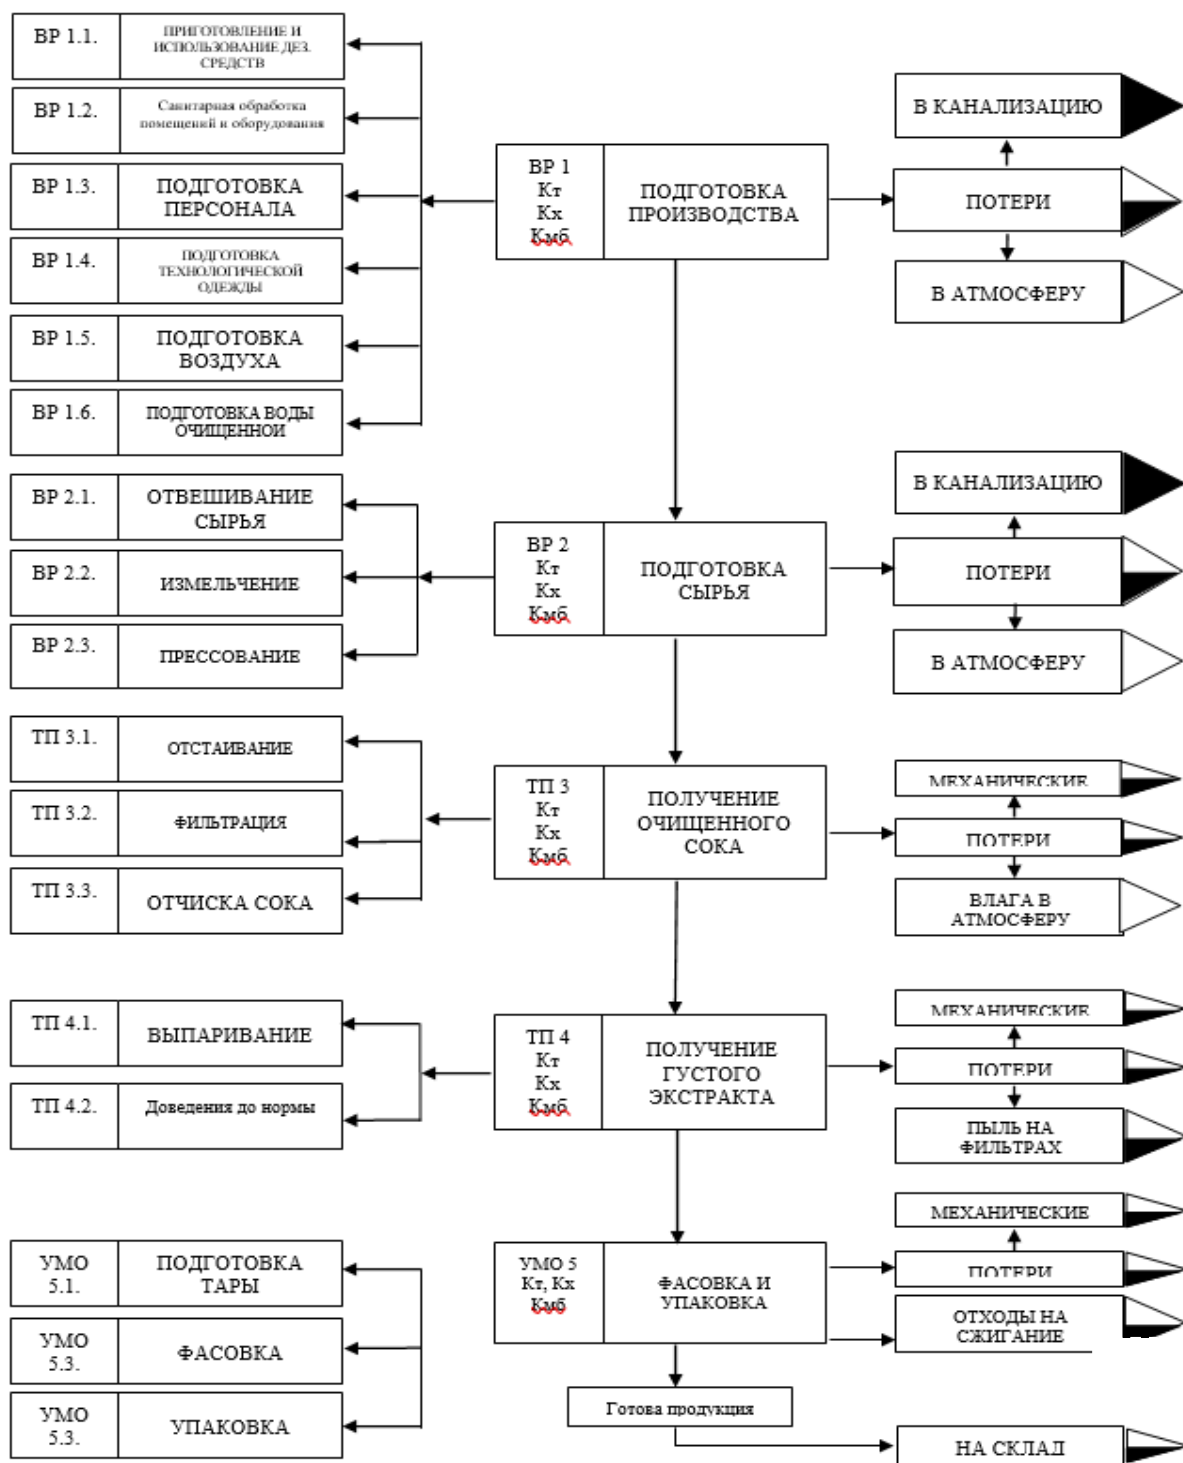 ВР 1.1.
ПРИГОТОВЛЕНИЕ И
ИСПОЛЬЗОВАНИЕ ДЕЗ.
СРЕДСТВ
ВР 1.2.
Санитарная обработка
помещений и оборудования
ВР 1.3.
ПОДГОТОВКА
ПЕРСОНАЛА
ВР 1.4.
ПОДГОТОВКА
ТЕХНОЛОГИЧЕСКОЙ
ОДЕЖДЫ
ВР 1.5.
ПОДГОТОВКА
ВОЗДУХА
ВР 1.6.
ПОДГОТОВКА ВОДЫ
ОЧИЩЕННОЙ
ВР 1
Кт
Кх
Кмб
ПОДГОТОВКА
ПРОИЗВОДСТВА
В КАНАЛИЗАЦИЮ
ПОТЕРИ
В АТМОСФЕРУ
ВР 2.1.
ОТВЕШИВАНИЕ
СЫРЬЯ
ВР 2.2.
ИЗМЕЛЬЧЕНИЕ
ВР 2.3.
ПРЕССОВАНИЕ
ВР 2
Кт
Кх
Кмб
ПОДГОТОВКА
СЫРЬЯ
В КАНАЛИЗАЦИЮ
ПОТЕРИ
В АТМОСФЕРУ
ТП 3.1.
ОТСТАИВАНИЕ
ТП 3.2.
ФИЛЬТРАЦИЯ
ТП 3.3.
ОТЧИСКА СОКА
ТП 3
Кт
Кх
Кмб
ПОЛУЧЕНИЕ
ОЧИЩЕННОГО
СОКА
МЕХАНИЧЕСКИЕ
ПОТЕРИ
ВЛАГА В
АТМОСФЕРУ
ТП 4.1.
ВЫПАРИВАНИЕ
ТП 4.2.
Доведения до нормы
ТП 4
Кт
Кх
Кмб
ПОЛУЧЕНИЕ
ГУСТОГО
ЭКСТРАКТА
МЕХАНИЧЕСКИЕ
ПОТЕРИ
ПЫЛЬ НА
ФИЛЬТРАХ
УМО
5.1.
ПОДГОТОВКА
ТАРЫ
УМО
5.3.
ФАСОВКА
УМО
5.3.
УПАКОВКА
УМО 5
Кт, Кх
Кмб
ФАСОВКА И
УПАКОВКА
МЕХАНИЧЕСКИЕ
ПОТЕРИ
ОТХОДЫ НА
СЖИГАНИЕ
Готова продукция
НА СКЛАД